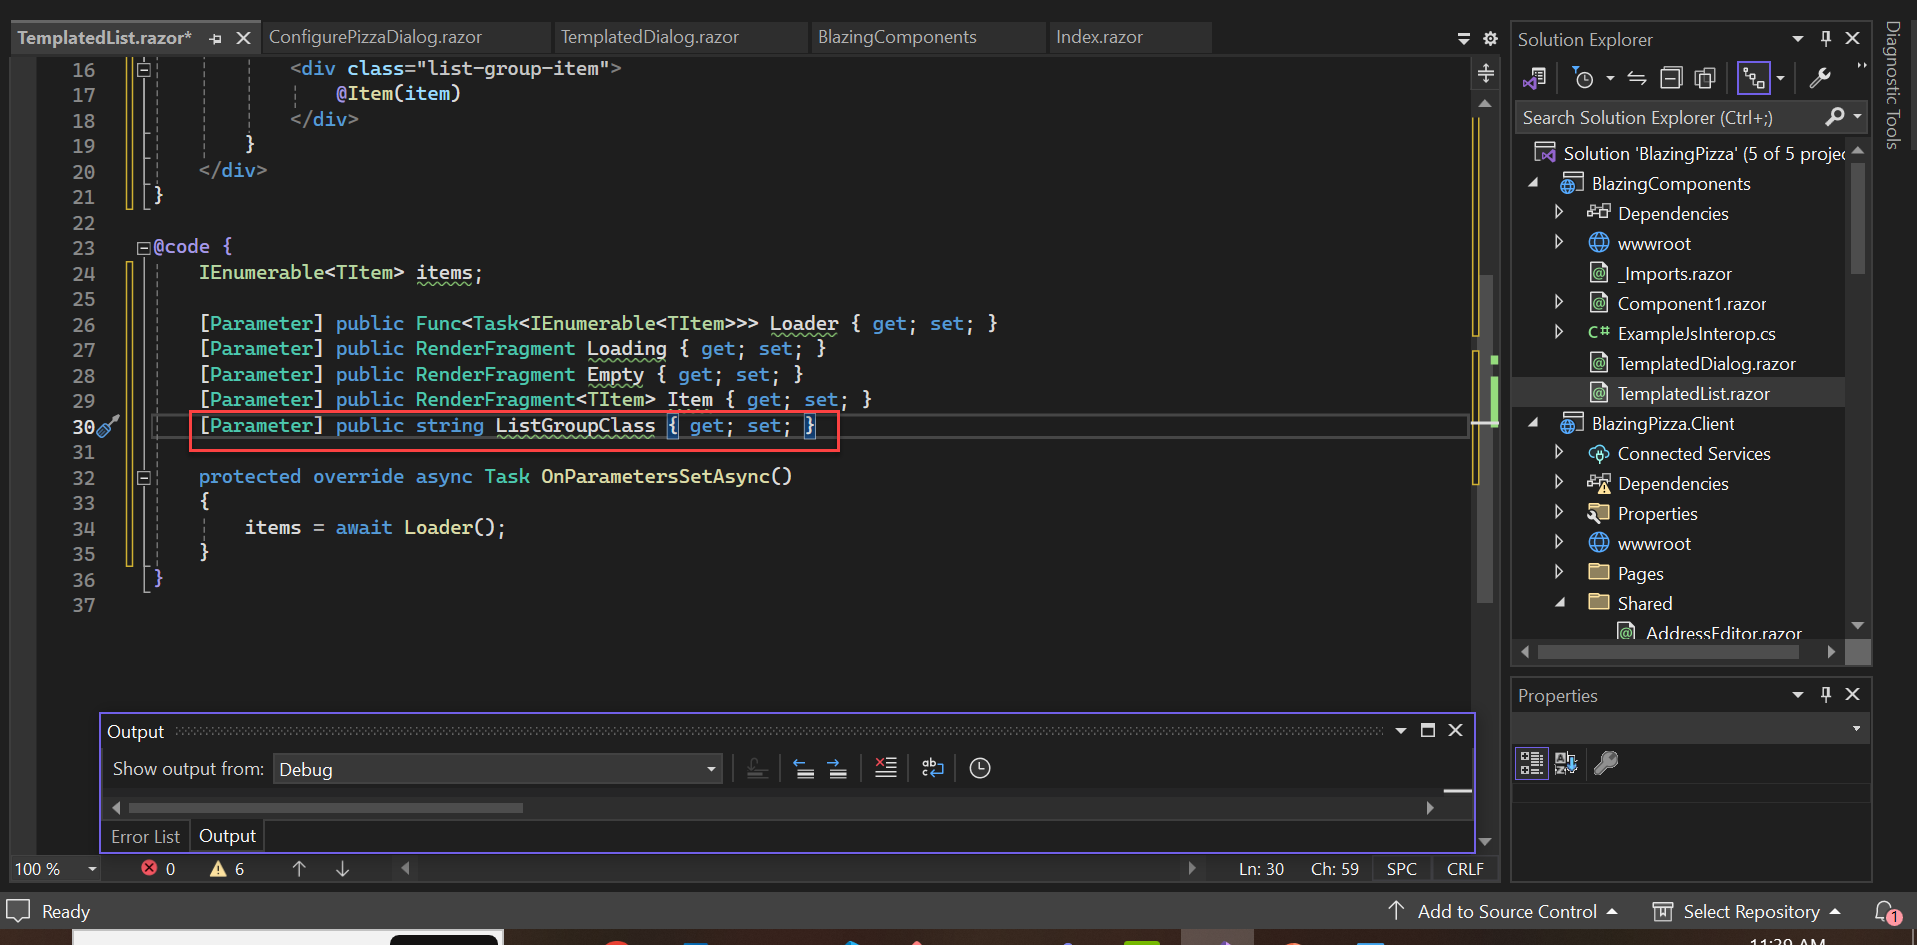 TemplatedList.razor*
ConfigurePizzaDialog.razor
TemplatedDialog.razor
BlazingComponents
Index.razor
16 <div class="list-group-item">
17 @Item(item)
18 </div>
19 }
20 </div>
21 }
22
23 @code {
24 IEnumerable<TItem> items;
25
26 [Parameter] public Func<Task<IEnumerable<TItem>>> Loader { get; set; }
27 [Parameter] public RenderFragment Loading { get; set; }
28 [Parameter] public RenderFragment Empty { get; set; }
29 [Parameter] public RenderFragment<TItem> Item { get; set; }
30 [Parameter] public string ListGroupClass { get; set; }
31
32 protected override async Task OnParametersSetAsync()
33 {
34 items = await Loader();
35 }
36 }
37
Output
Show output from: Debug
Error List
Output
100 %
0
6
Ln: 30
Ch: 59
SPC
CRLF
Solution Explorer
Search Solution Explorer (Ctrl+;)
Solution 'BlazingPizza' (5 of 5 projec
BlazingComponents
Dependencies
wwwroot
_Imports.razor
Component1.razor
C# ExampleJsInterop.cs
TemplatedDialog.razor
TemplatedList.razor
BlazingPizza.Client
Connected Services
Dependencies
Properties
wwwroot
Pages
Shared
AddressEditor.razor
Properties
Diagnostic Tools
Ready
Add to Source Control
Select Repository
1
11:39 AM